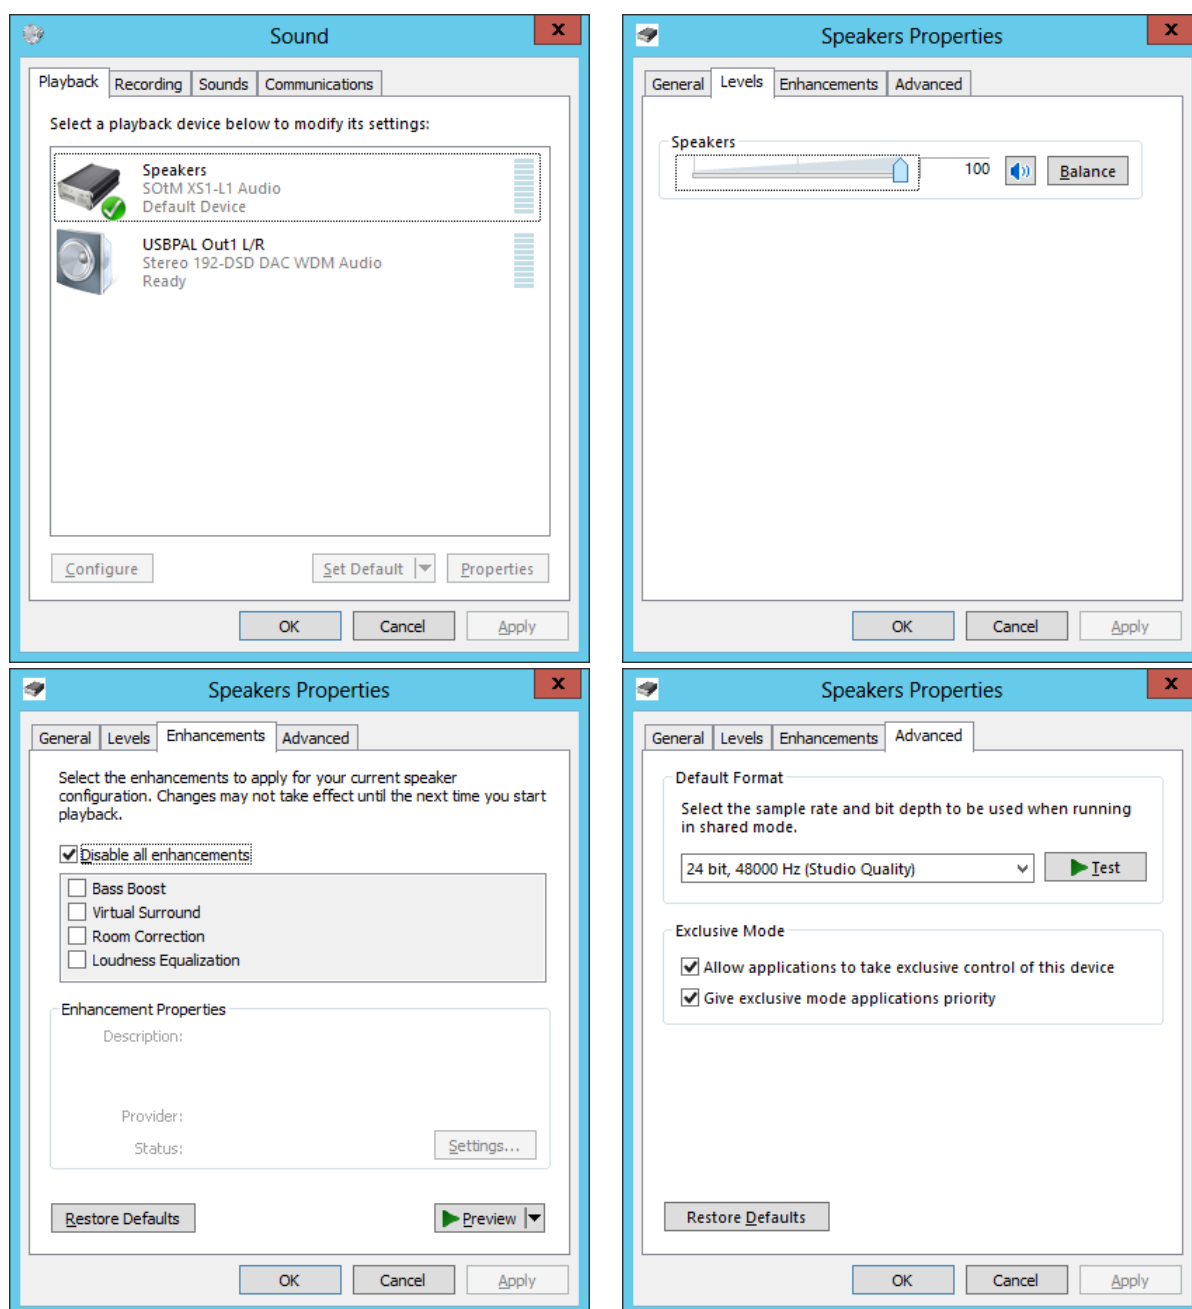 Sound
x
Playback
Recording
Sounds
Communications
Select a playback device below to modify its settings:
Speakers
SOtM XS1-L1 Audio
Default Device
USBPAL Out1 L/R
Stereo 192-DSD DAC WDM Audio
Ready
Configure
Set Default
Properties
OK
Cancel
Apply
Speakers Properties
x
General
Levels
Enhancements
Advanced
Speakers
100
Balance
OK
Cancel
Apply
Speakers Properties
x
General
Levels
Enhancements
Advanced
Select the enhancements to apply for your current speaker
configuration. Changes may not take effect until the next time you start
playback.
Disable all enhancements
Bass Boost
Virtual Surround
Room Correction
Loudness Equalization
Enhancement Properties
Description:
Provider:
Status:
Settings...
Restore Defaults
Preview
OK
Cancel
Apply
Speakers Properties
x
General
Levels
Enhancements
Advanced
Default Format
Select the sample rate and bit depth to be used when running
in shared mode.
24 bit, 48000 Hz (Studio Quality)
Test
Exclusive Mode
Allow applications to take exclusive control of this device
Give exclusive mode applications priority
Restore Defaults
OK
Cancel
Apply